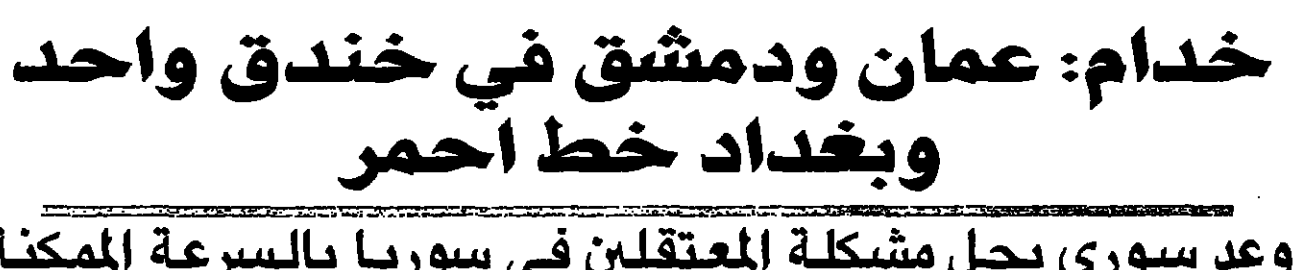 خدام: عمان ودمشق في خندق واحد
وبغداد خط احمر
وعد سوري بحل مشكلة المعتقلين في سوريا بالسرعة الممكنة